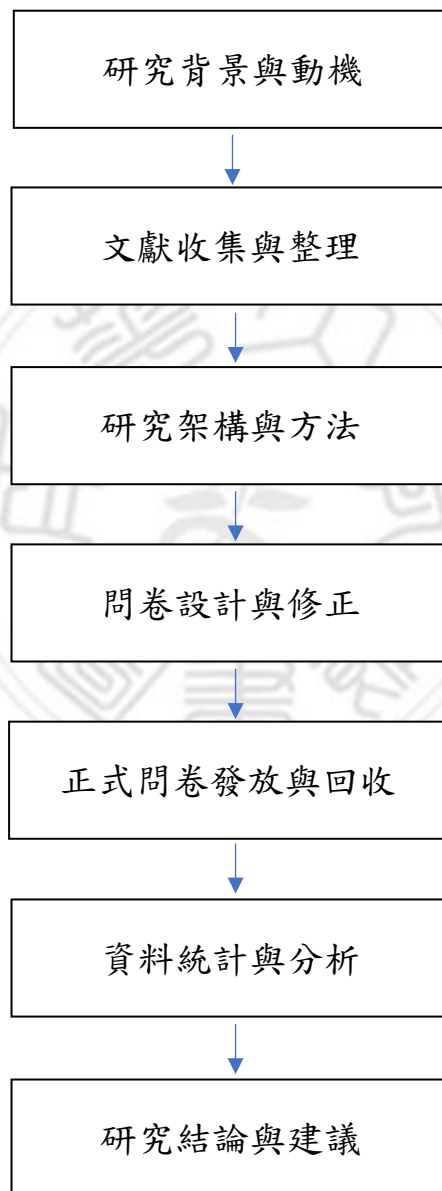 研究背景與動機
文獻收集與整理
研究架構與方法
問卷設計與修正
正式問卷發放與回收
資料統計與分析
研究結論與建議